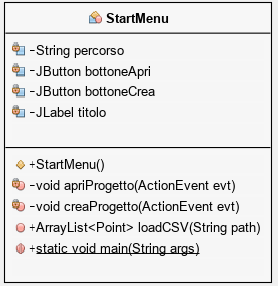 StartMenu
-String percorso
-JButton bottoneApri
-JButton bottoneCrea
-JLabel titolo
+StartMenu()
-void apriProgetto(ActionEvent evt)
-void creaProgetto(ActionEvent evt)
+ArrayList<Point> loadCSV(String path)
+static void main(String args)